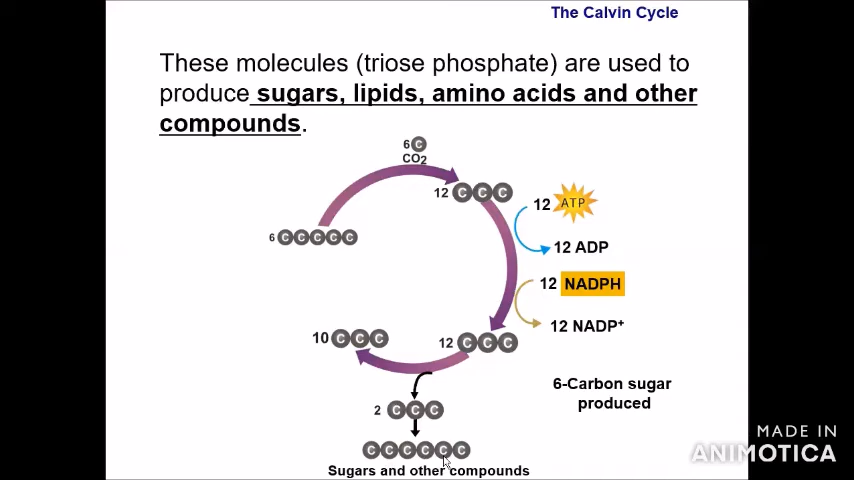 The Calvin Cycle
These molecules (triose phosphate) are used to
produce sugars, lipids, amino acids and other
compounds.
6 C
CO2
12 C C C
12 ATP
6 C C C C C
12 ADP
12 NADPH
12 NADP+
10 C C C
12 C C C
6-Carbon sugar
produced
2 C C C
C C C C C C
Sugars and other compounds
MADE IN
ANIMOTICA